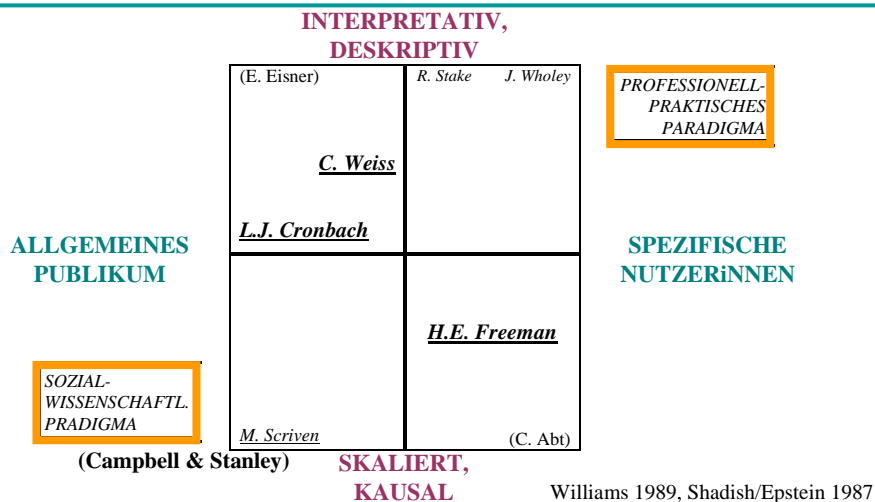 INTERPRETATIV,
DESKRIPTIV
(E. Eisner)
R. Stake J. Wholey
PROFESSIONELL-
PRAKTISCHES
PARADIGMA
C. Weiss
L.J. Cronbach
ALLGEMEINES
PUBLIKUM
SPEZIFISCHE
NUTZERiNNEN
H.E. Freeman
SOZIAL-
WISSENSCHAFTL.
PRADIGMA
M. Scriven
(C. Abt)
(Campbell & Stanley)
SKALIERT,
KAUSAL
Williams 1989, Shadish/Epstein 1987